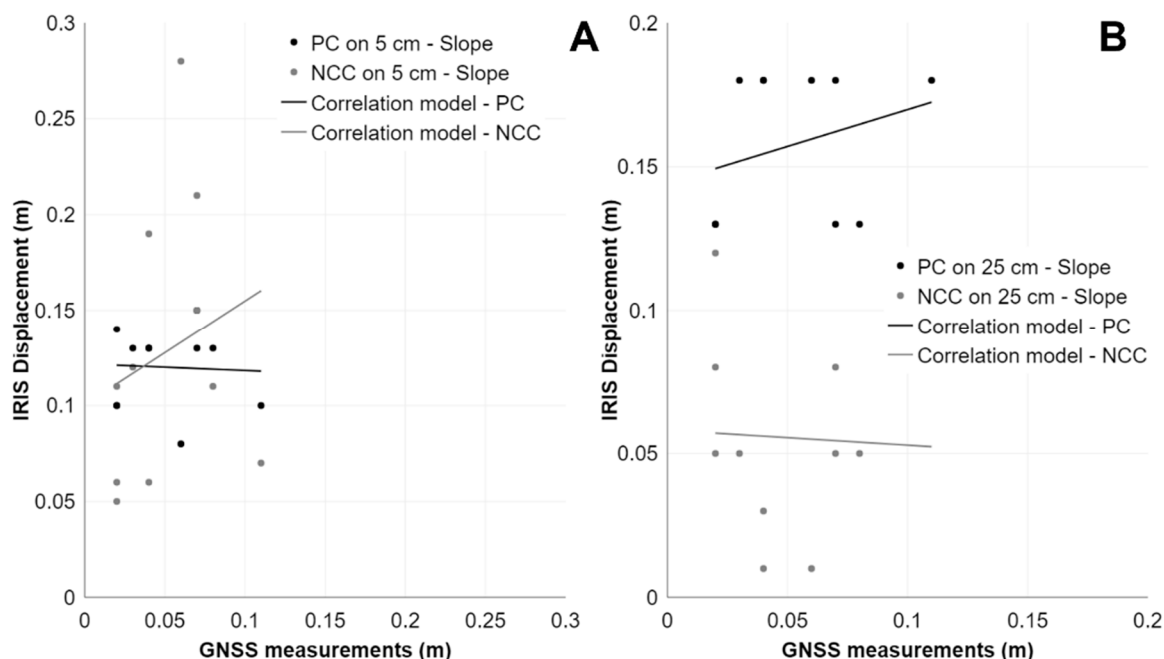 A
PC on 5 cm - Slope
NCC on 5 cm - Slope
Correlation model - PC
Correlation model - NCC
IRIS Displacement (m)
0.3
0.25
0.2
0.15
0.1
0.05
0
0
0.05
0.1
0.15
0.2
0.25
0.3
GNSS measurements (m)
B
PC on 25 cm - Slope
NCC on 25 cm - Slope
Correlation model - PC
Correlation model - NCC
IRIS Displacement (m)
0.2
0.15
0.1
0.05
0
0
0.05
0.1
0.15
0.2
GNSS measurements (m)